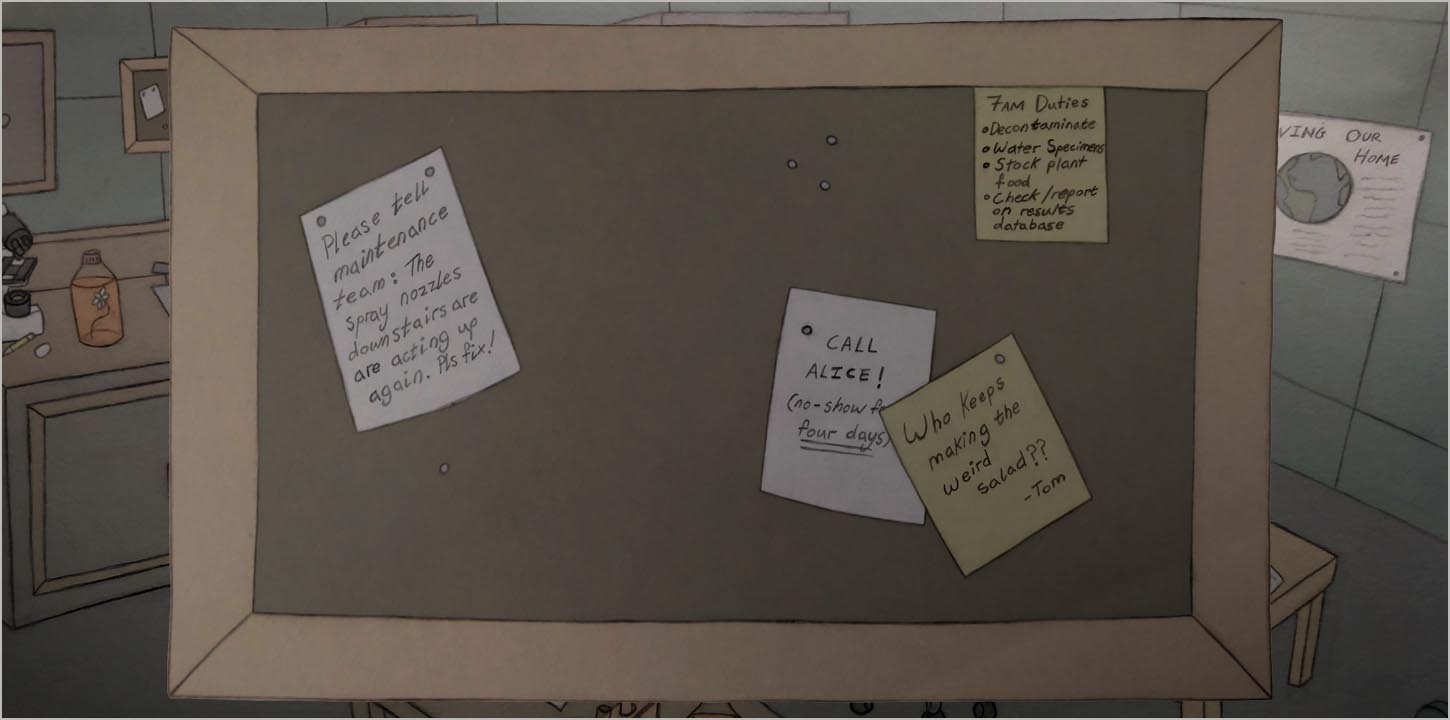 Please tell
maintenance
team: The
spray nozzles
downstairs are
are acting up
again. Pls fix!
7AM Duties
• Decontaminate
• Water Specimens
• Stock plant
food
• Check/report
on results
database
CALL
ALICE!
(no-show
four days)
Who keeps
making the
weird
salad??
-Tom
VING OUR
HOME